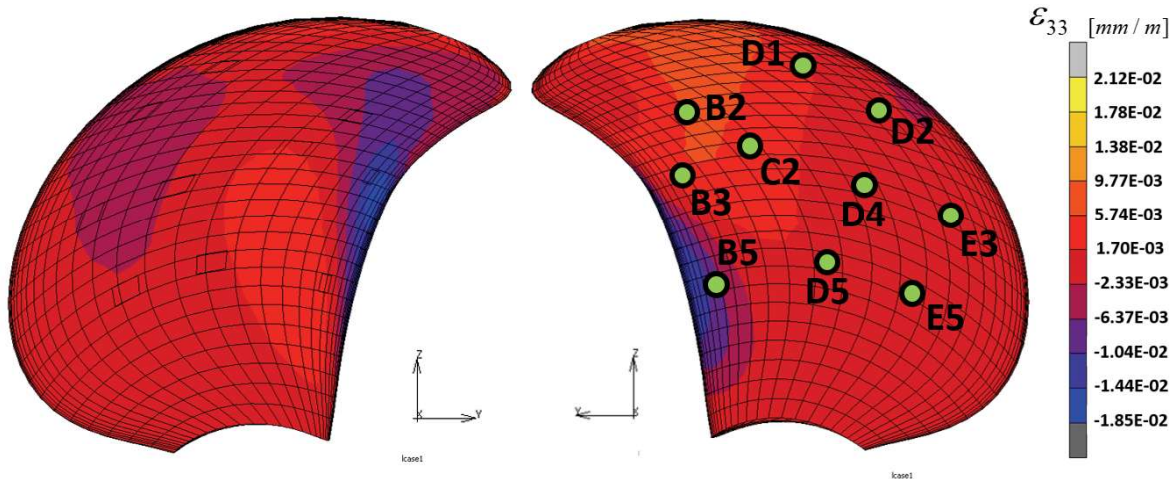 ε33 [mm / m]
D1
B2
D2
C2
B3
D4
E3
B5
D5
E5
2.12E-02
1.78E-02
1.38E-02
9.77E-03
5.74E-03
1.70E-03
-2.33E-03
-6.37E-03
-1.04E-02
-1.44E-02
-1.85E-02
Z
X
Y
lcase1
Z
Y
X
lcase1